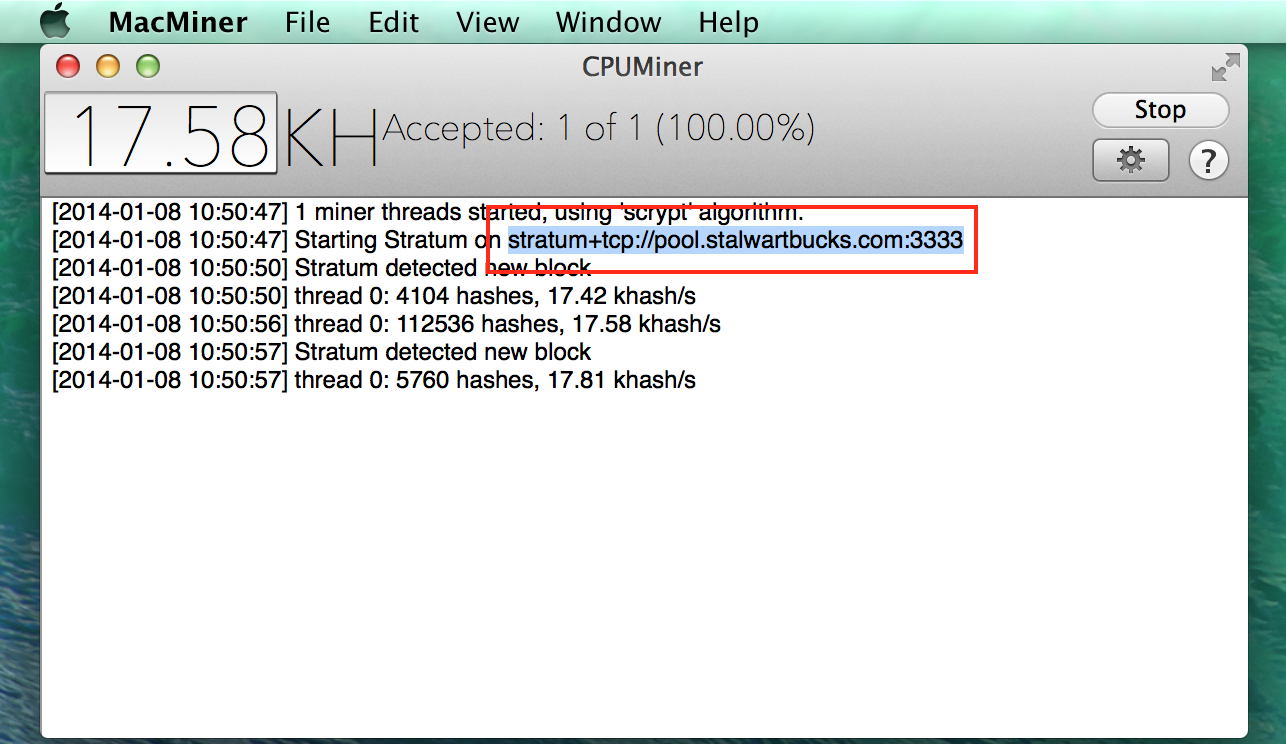 MacMiner File Edit View Window Help
CPUMiner
17.58 KH Accepted: 1 of 1 (100.00%)
Stop
?
[2014-01-08 10:50:47] 1 miner threads started, using 'scrypt' algorithm.
[2014-01-08 10:50:47] Starting Stratum on stratum+tcp://pool.stalwartbucks.com:3333
[2014-01-08 10:50:50] Stratum detected new block
[2014-01-08 10:50:50] thread 0: 4104 hashes, 17.42 khash/s
[2014-01-08 10:50:56] thread 0: 112536 hashes, 17.58 khash/s
[2014-01-08 10:50:57] Stratum detected new block
[2014-01-08 10:50:57] thread 0: 5760 hashes, 17.81 khash/s